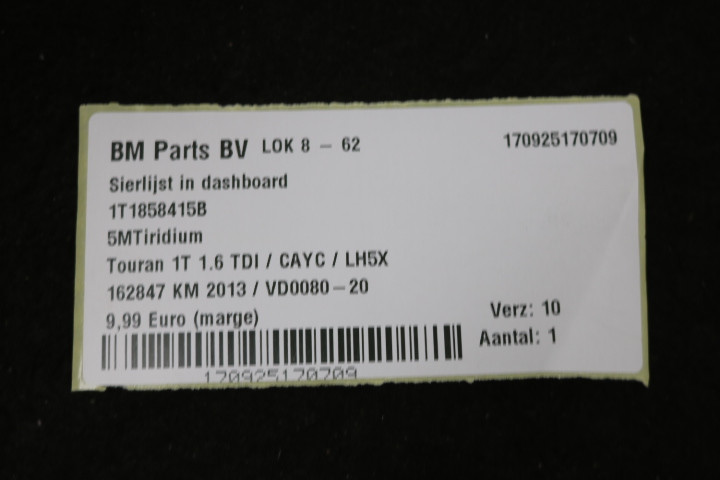 BM Parts BV LOK 8 – 62 170925170709
Sierlijst in dashboard
1T1858415B
5MTiridium
Touran 1T 1.6 TDI / CAYC / LH5X
162847 KM 2013 / VD0080–20
9,99 Euro (marge)
Verz: 10
Aantal: 1
170925170709